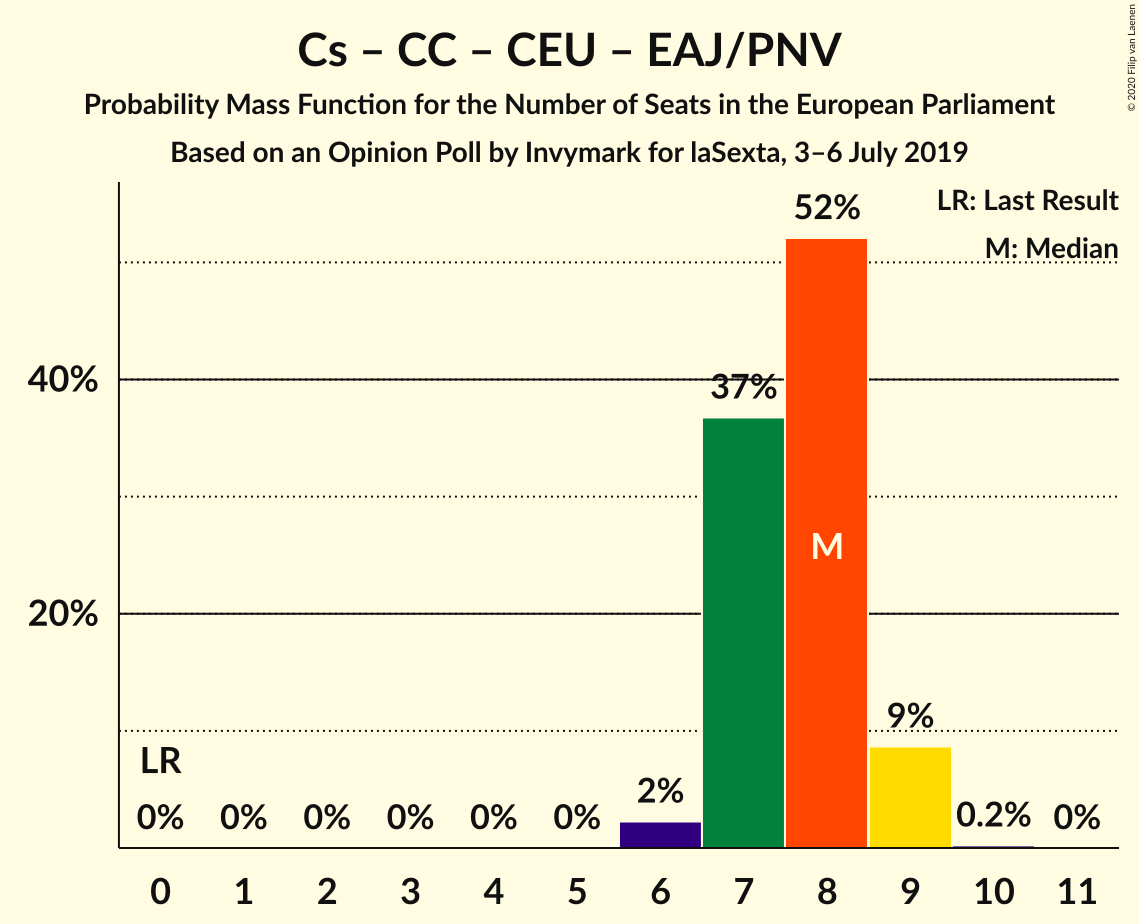 Cs – CC – CEU – EAJ/PNV
Probability Mass Function for the Number of Seats in the European Parliament
Based on an Opinion Poll by Invymark for laSexta, 3–6 July 2019
© 2020 Filip van Laenen
LR: Last Result
M: Median
52%
40%
37%
M
20%
9%
LR
2%
0% 0% 0% 0% 0% 0% 0.2% 0%
0 1 2 3 4 5 6 7 8 9 10 11